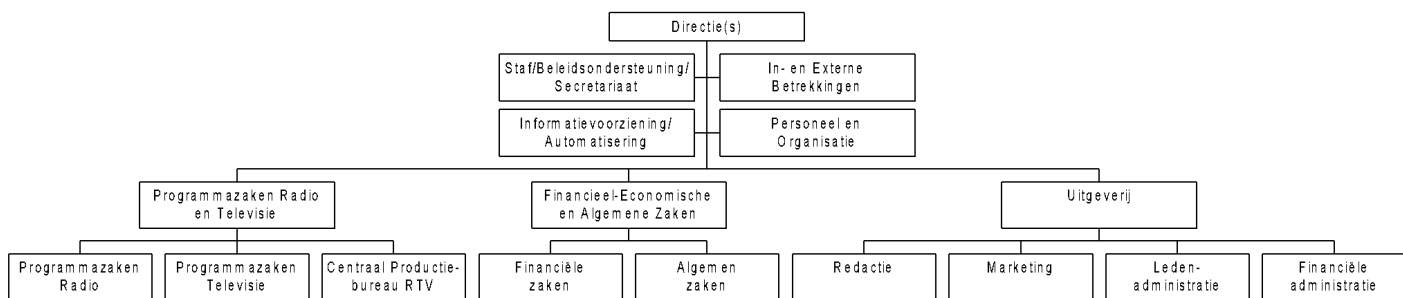 Directie(s)
Staf/Beleidsondersteuning/
Secretariaat
In- en Externe
Betrekkingen
Informatievoorziening/
Automatisering
Personeel en
Organisatie
Programmazaken Radio
en Televisie
Financieel-Economische
en Algemene Zaken
Uitgeverij
Programmazaken
Radio
Programmazaken
Televisie
Centraal Productie-
bureau RTV
Financiële
zaken
Algemen
zaken
Redactie
Marketing
Leden-
administratie
Financiële
administratie